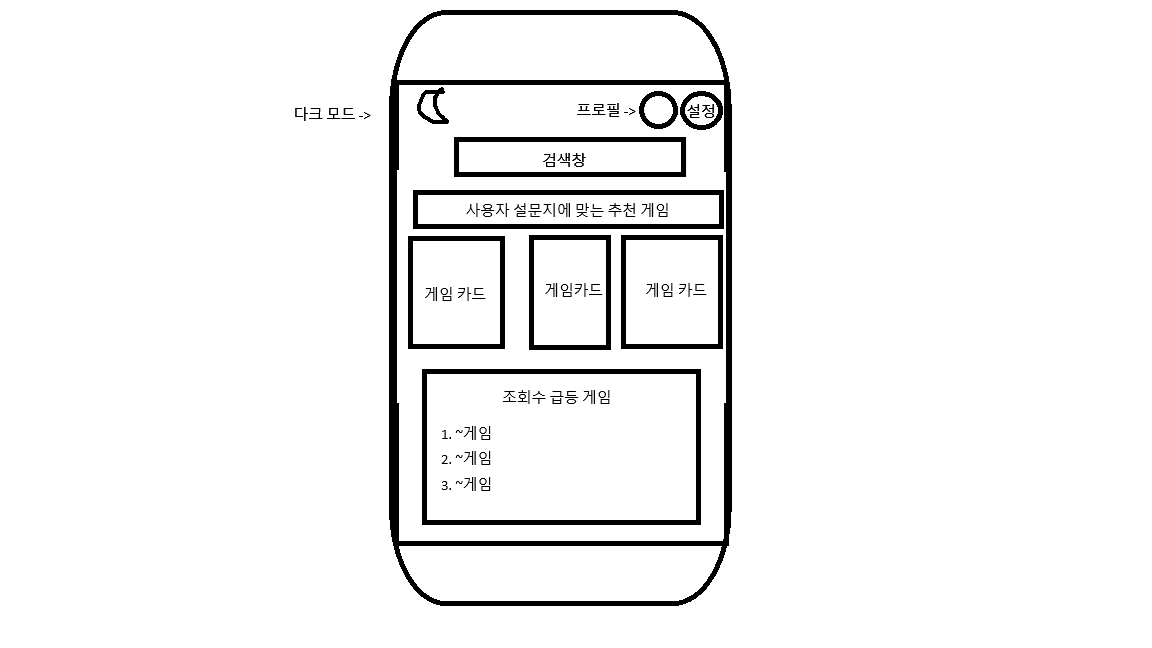 다크 모드 ->
프로필 ->
설정
검색창
사용자 설문지에 맞는 추천 게임
게임 카드
게임카드
게임 카드
조회수 급등 게임
1. ~게임
2. ~게임
3. ~게임